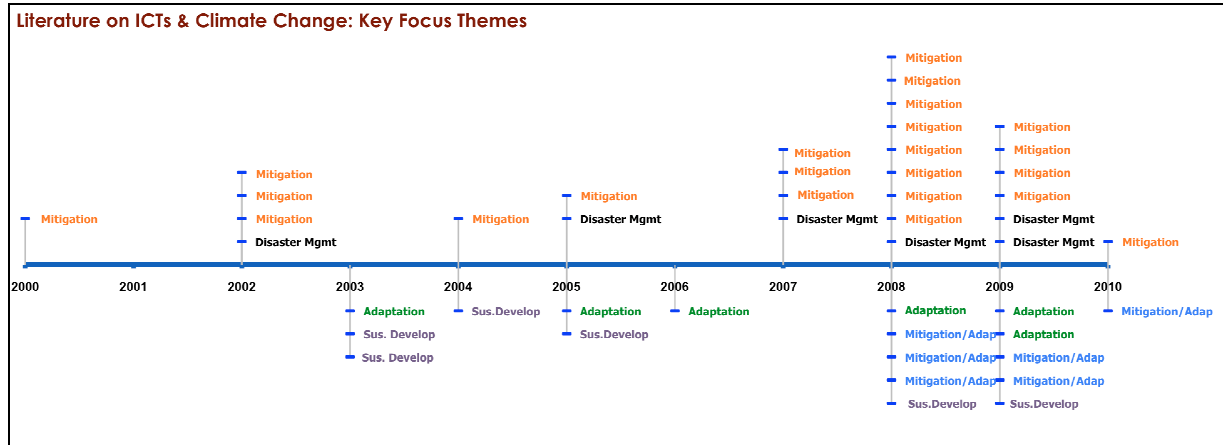 Literature on ICTs & Climate Change: Key Focus Themes
Mitigation
Mitigation
Mitigation
Mitigation Mitigation
Mitigation Mitigation Mitigation
Mitigation Mitigation Mitigation Mitigation
Mitigation Mitigation Mitigation Mitigation Mitigation
Mitigation Mitigation Mitigation Disaster Mgmt Disaster Mgmt Mitigation Disaster Mgmt
Disaster Mgmt Disaster Mgmt Disaster Mgmt Mitigation
2000 2001 2002 2003 2004 2005 2006 2007 2008 2009 2010
Adaptation Sus.Develop Adaptation Adaptation Adaptation Adaptation Mitigation/Adap
Sus. Develop Sus.Develop Mitigation/Adap Adaptation
Sus. Develop Mitigation/Adap Mitigation/Adap
Mitigation/Adap Mitigation/Adap
Sus.Develop Sus.Develop